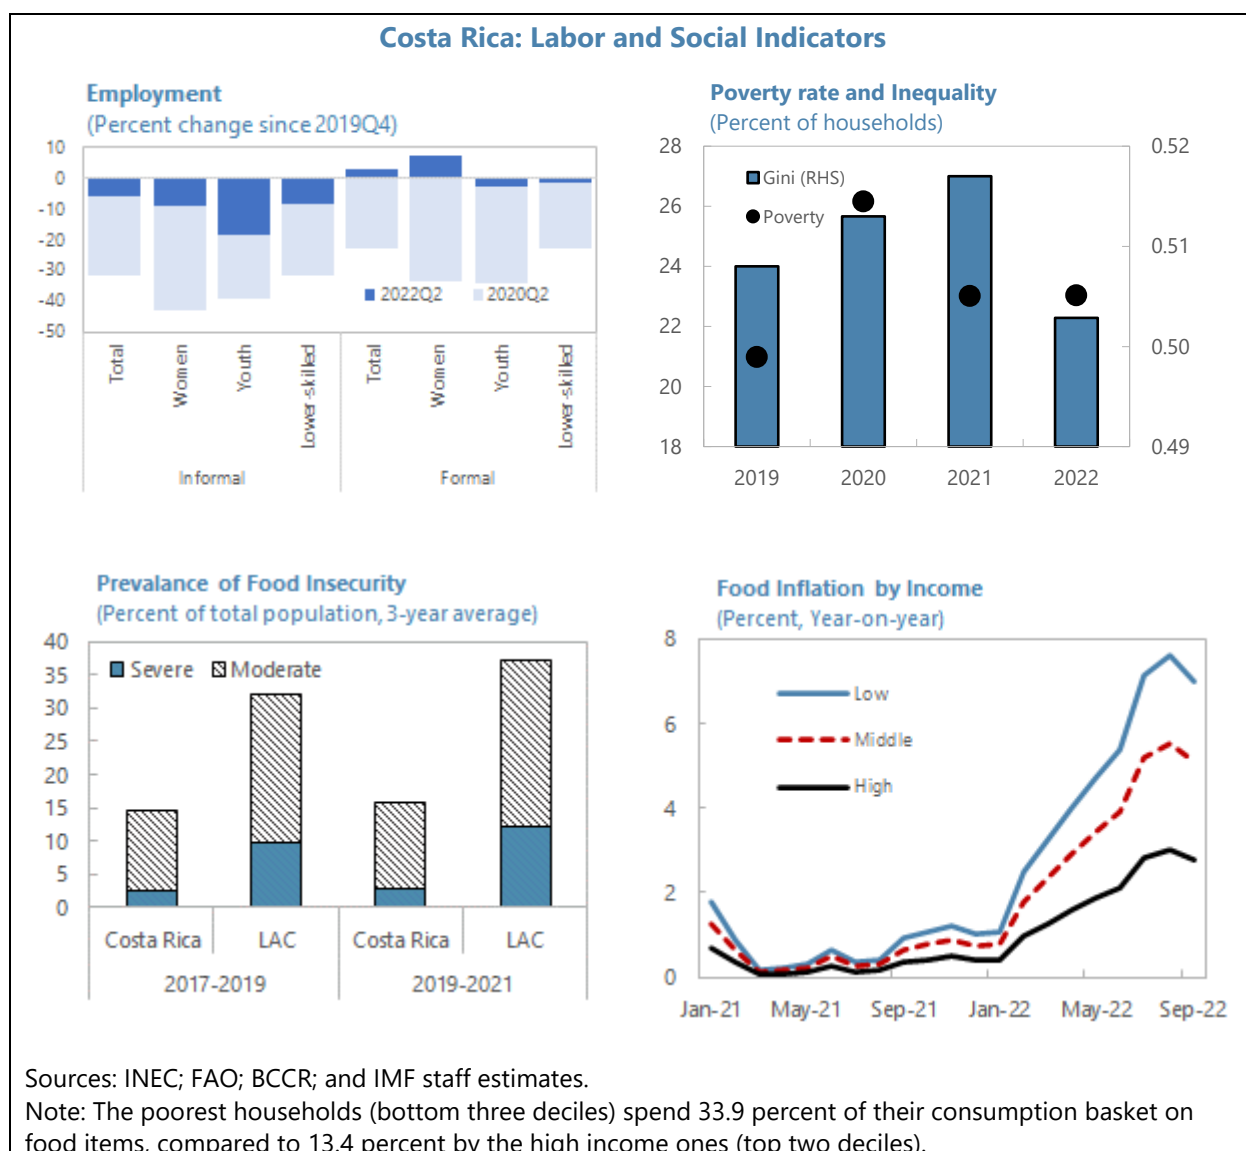 Costa Rica: Labor and Social Indicators
Employment
(Percent change since 2019Q4)
10
0
-10
-20
-30
-40
-50
2022Q2
2020Q2
Total
Women
Youth
Lower-skilled
Total
Women
Youth
Lower-skilled
Informal
Formal
Poverty rate and Inequality
(Percent of households)
28
26
24
22
20
18
0.52
0.51
0.50
0.49
Gini (RHS)
Poverty
2019
2020
2021
2022
Prevalance of Food Insecurity
(Percent of total population, 3-year average)
40
35
30
25
20
15
10
5
0
Severe
Moderate
Costa Rica
LAC
Costa Rica
LAC
2017-2019
2019-2021
Food Inflation by Income
(Percent, Year-on-year)
8
6
4
2
0
Low
Middle
High
Jan-21
May-21
Sep-21
Jan-22
May-22
Sep-22
Sources: INEC; FAO; BCCR; and IMF staff estimates.
Note: The poorest households (bottom three deciles) spend 33.9 percent of their consumption basket on
food items, compared to 13.4 percent by the high income ones (top two deciles).